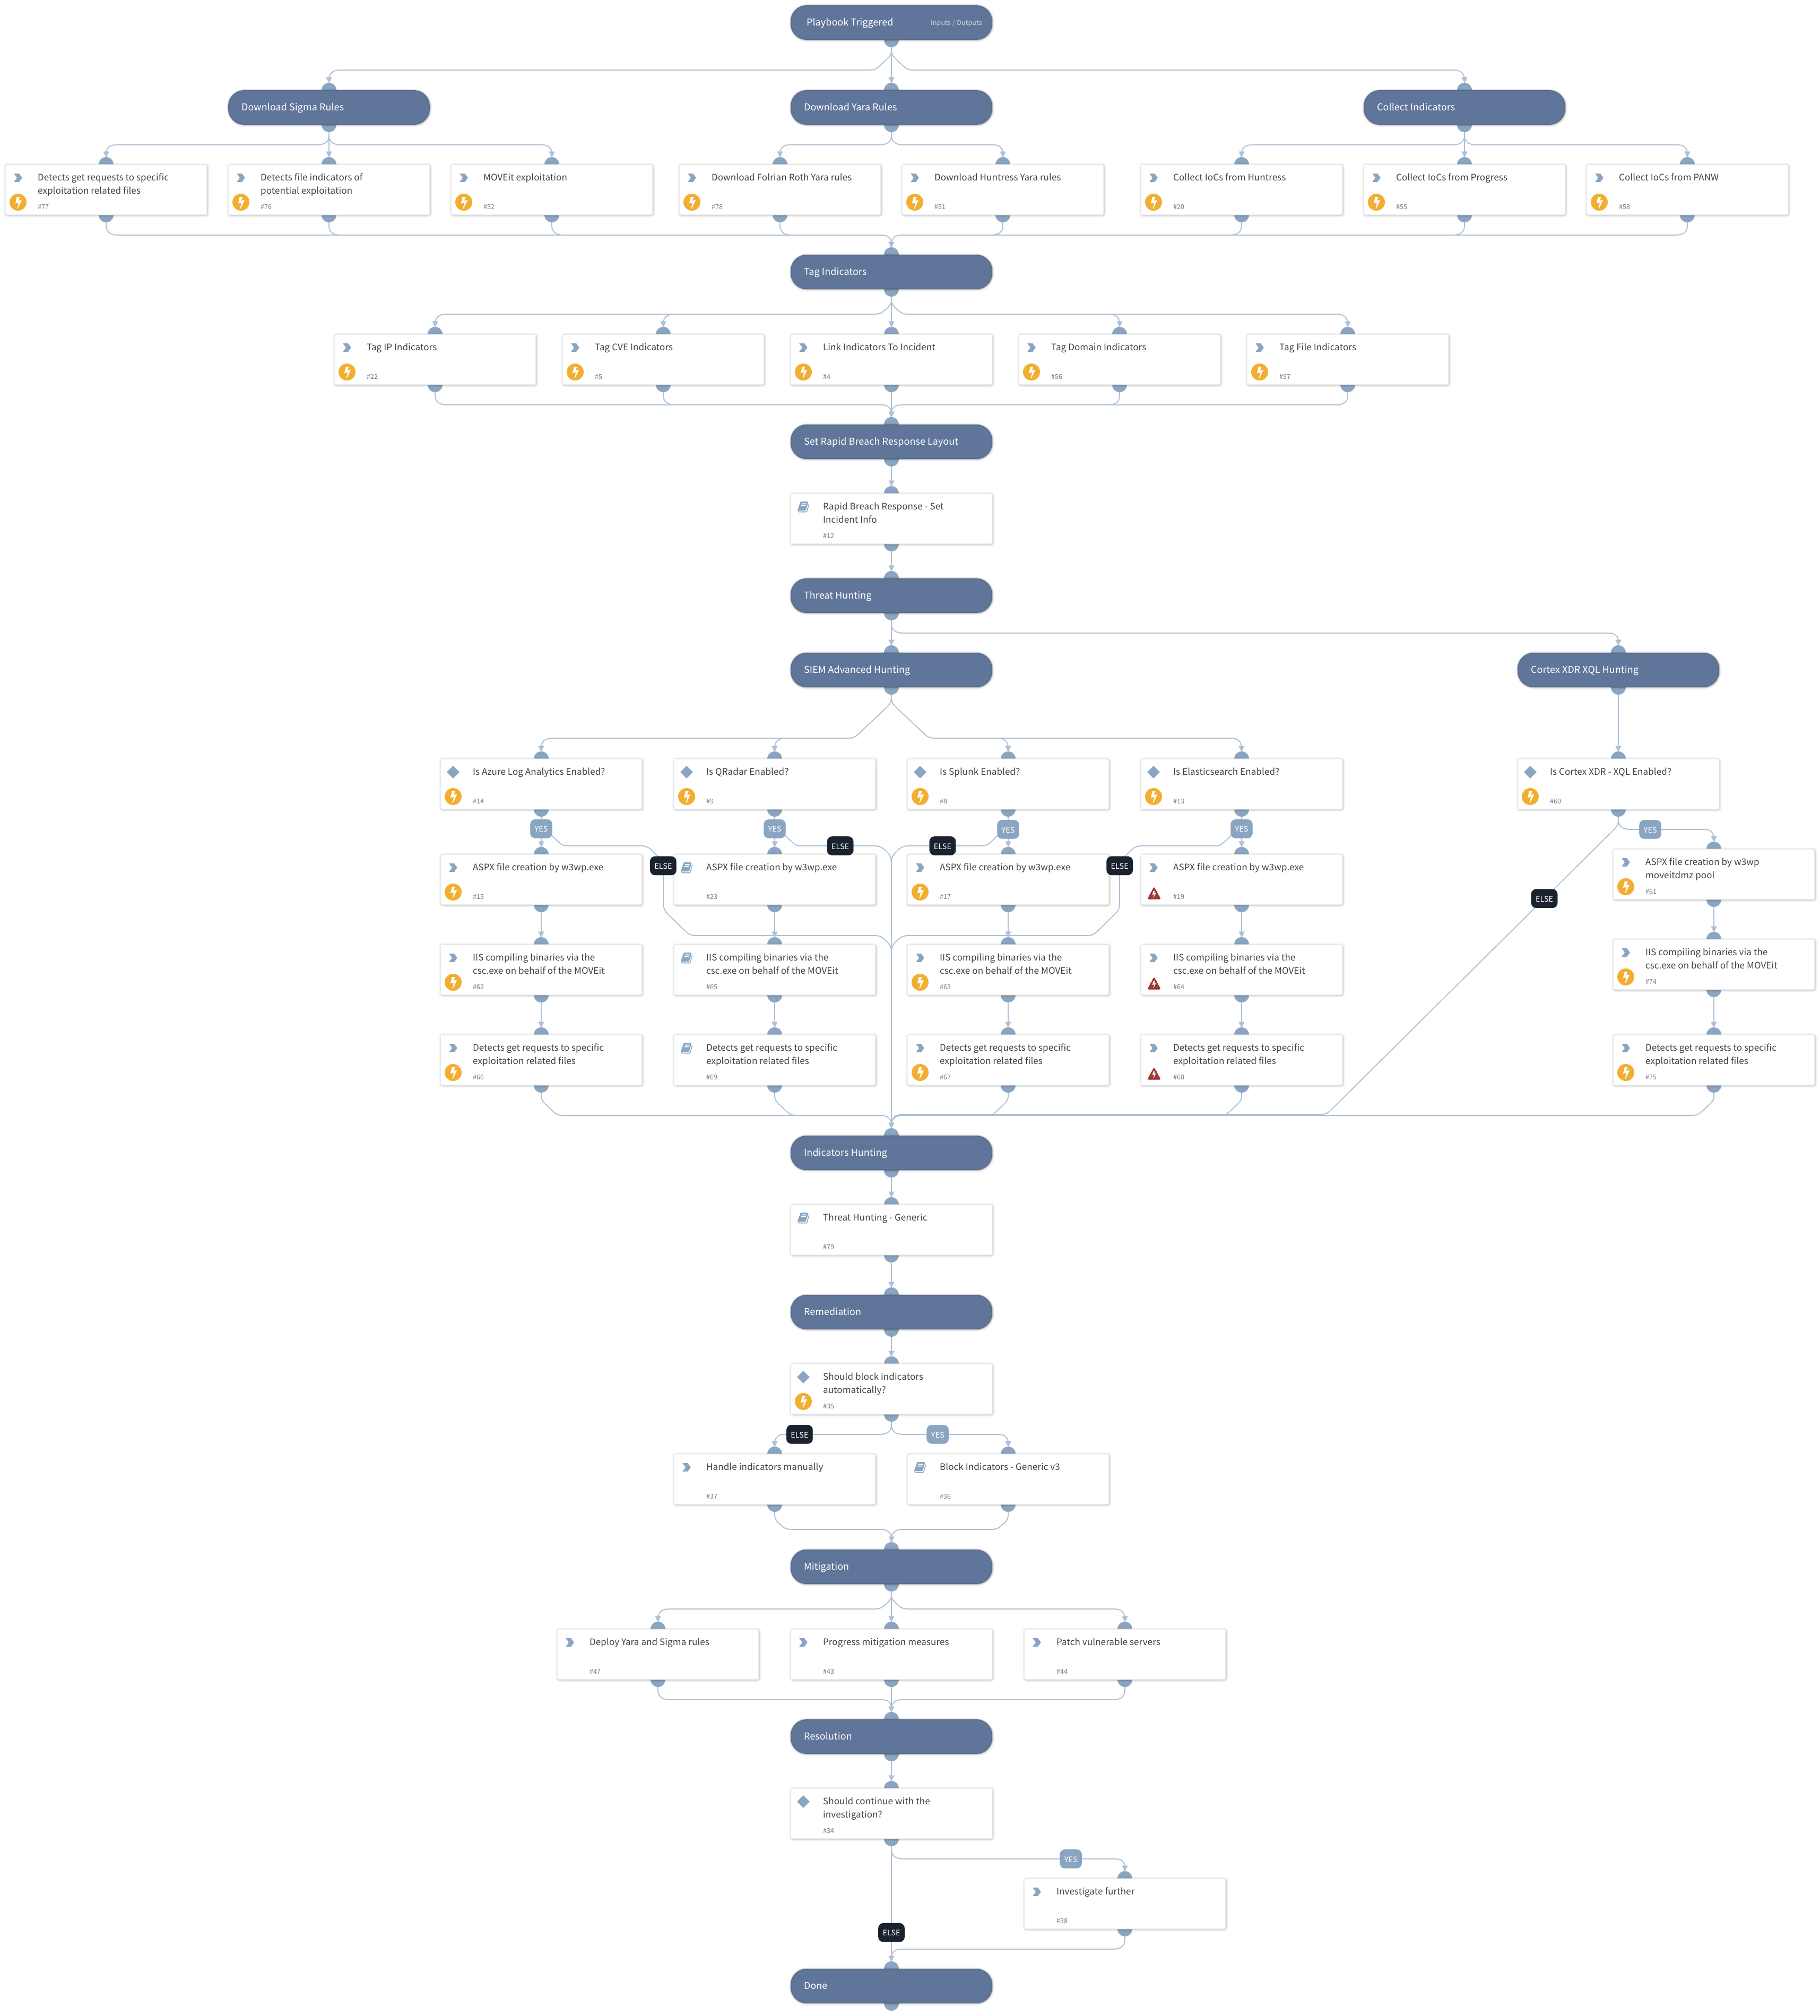 Playbook Triggered
Inputs / Outputs
Download Sigma Rules
Download Yara Rules
Collect Indicators
Detects get requests to specific
exploitation related files
#77
Detects file indicators of
potential exploitation
#76
MOVEit exploitation
#52
Download Folrian Roth Yara rules
#78
Download Huntress Yara rules
#51
Collect IoCs from Huntress
#20
Collect IoCs from Progress
#55
Collect IoCs from PANW
#58
Tag Indicators
Tag IP Indicators
#22
Tag CVE Indicators
#5
Link Indicators To Incident
#4
Tag Domain Indicators
#56
Tag File Indicators
#57
Set Rapid Breach Response Layout
Rapid Breach Response - Set
Incident Info
#12
Threat Hunting
SIEM Advanced Hunting
Cortex XDR XQL Hunting
Is Azure Log Analytics Enabled?
#14
Is QRadar Enabled?
#9
Is Splunk Enabled?
#8
Is Elasticsearch Enabled?
#13
Is Cortex XDR - XQL Enabled?
#60
YES
YES
YES
YES
YES
ELSE
ELSE
ELSE
ELSE
ELSE
ASPX file creation by w3wp.exe
#15
ASPX file creation by w3wp.exe
#23
ASPX file creation by w3wp.exe
#17
ASPX file creation by w3wp.exe
#19
ASPX file creation by w3wp
moveitdmz pool
#61
IIS compiling binaries via the
csc.exe on behalf of the MOVEit
#62
IIS compiling binaries via the
csc.exe on behalf of the MOVEit
#65
IIS compiling binaries via the
csc.exe on behalf of the MOVEit
#63
IIS compiling binaries via the
csc.exe on behalf of the MOVEit
#64
IIS compiling binaries via the
csc.exe on behalf of the MOVEit
#74
Detects get requests to specific
exploitation related files
#66
Detects get requests to specific
exploitation related files
#69
Detects get requests to specific
exploitation related files
#67
Detects get requests to specific
exploitation related files
#68
Detects get requests to specific
exploitation related files
#75
Indicators Hunting
Threat Hunting - Generic
#79
Remediation
Should block indicators
automatically?
#35
ELSE
YES
Handle indicators manually
#37
Block Indicators - Generic v3
#36
Mitigation
Deploy Yara and Sigma rules
#47
Progress mitigation measures
#43
Patch vulnerable servers
#44
Resolution
Should continue with the
investigation?
#34
YES
Investigate further
#38
ELSE
Done